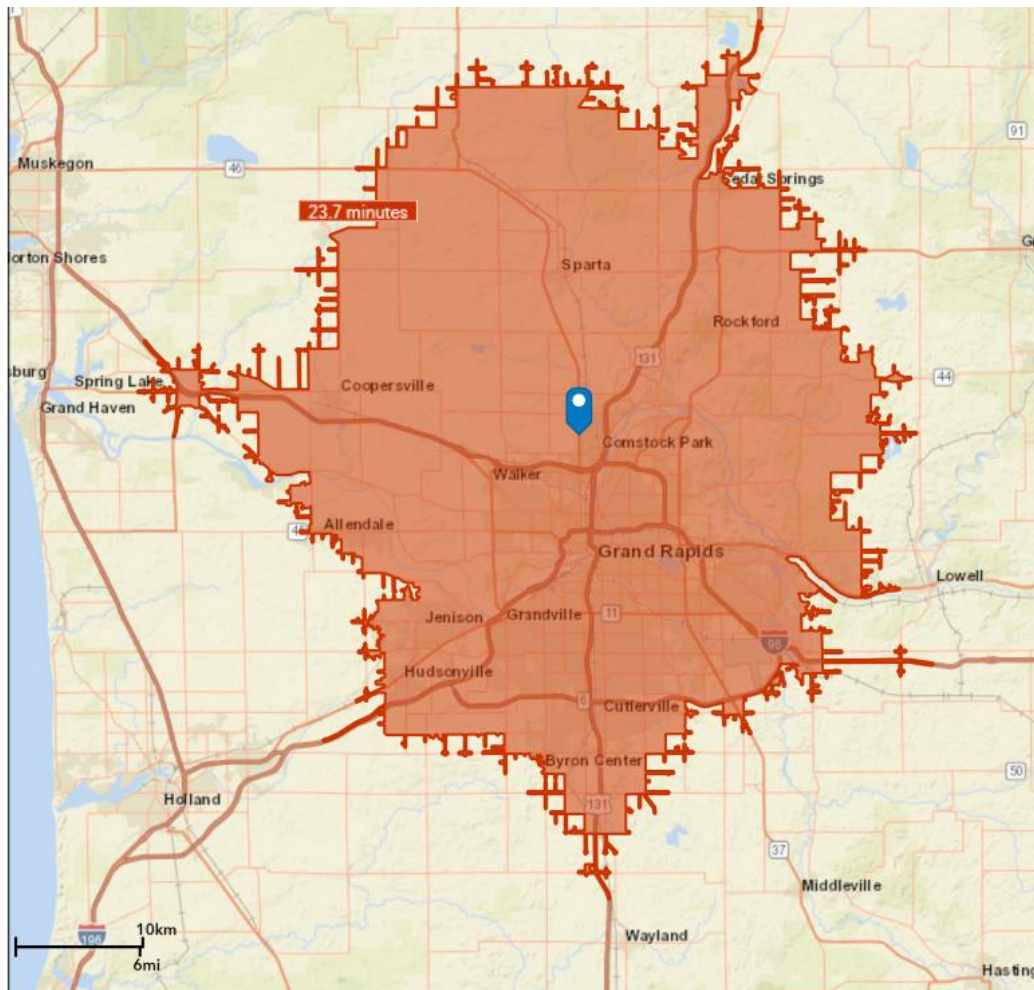 91
Muskegon
46
Cedar Springs
23.7 minutes
Norton Shores
Sparta
Rockford
131
Spring Lake
Coopersville
44
Grand Haven
Comstock Park
Walker
45
Allendale
Grand Rapids
Lowell
Jenison
Grandville
11
96
Hudsonville
6
Cutlerville
Byron Center
50
Holland
131
37
Middleville
196
10km
6mi
Wayland
Hasting